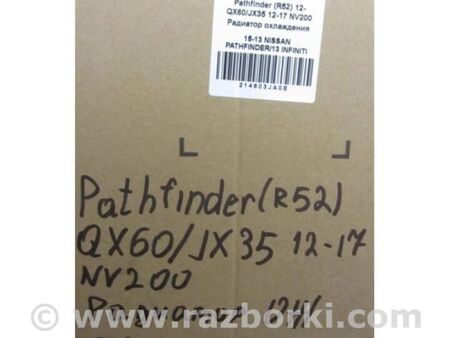 Pathfinder (R52) 12-
QX60/JX35 12-17 NV200
Радиатор охлаждения
15-13 NISSAN
PATHFINDER/13 INFINITI
214603JA0E
Pathfinder (R52)
QX60/JX35 12-17
NV200
Радиатор
© www.razborki.com